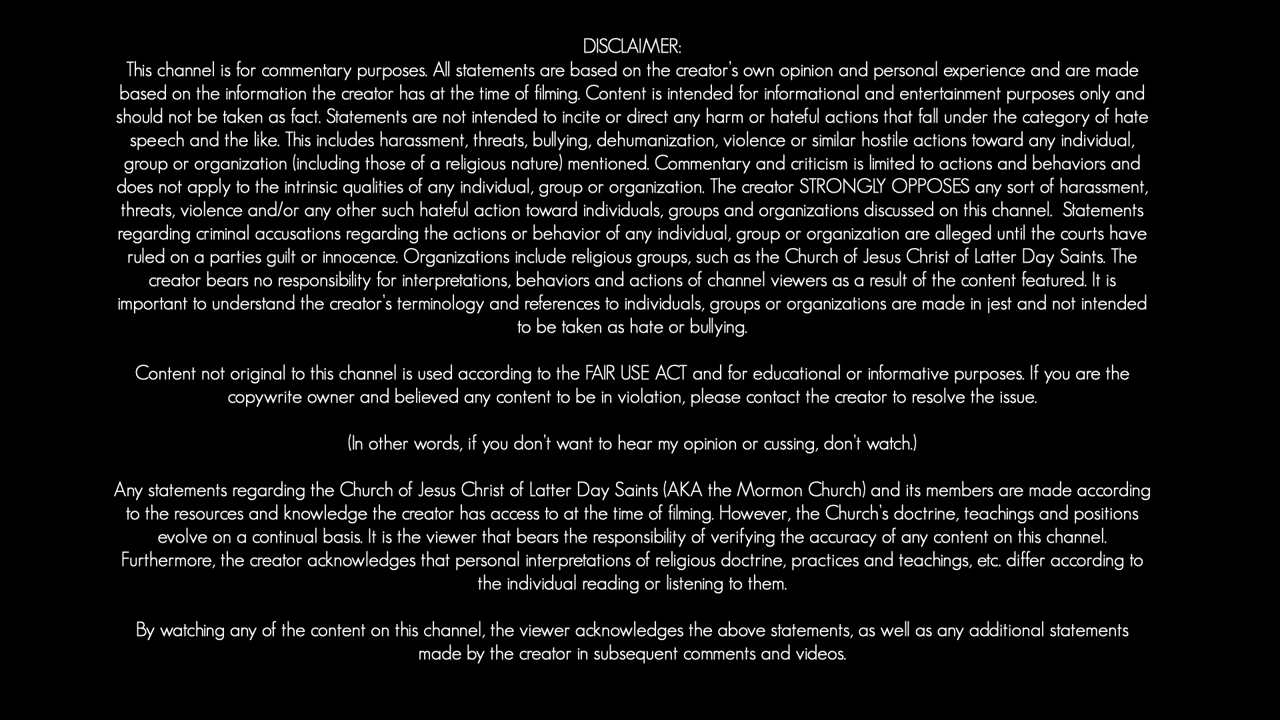 DISCLAIMER:
This channel is for commentary purposes. All statements are based on the creator's own opinion and personal experience and are made
based on the information the creator has at the time of filming. Content is intended for informational and entertainment purposes only and
should not be taken as fact. Statements are not intended to incite or direct any harm or hateful actions that fall under the category of hate
speech and the like. This includes harassment, threats, bullying, dehumanization, violence or similar hostile actions toward any individual,
group or organization (including those of a religious nature) mentioned. Commentary and criticism is limited to actions and behaviors and
does not apply to the intrinsic qualities of any individual, group or organization. The creator STRONGLY OPPOSES any sort of harassment,
threats, violence and/or any other such hateful action toward individuals, groups and organizations discussed on this channel.  Statements
regarding criminal accusations regarding the actions or behavior of any individual, group or organization are alleged until the courts have
ruled on a parties guilt or innocence. Organizations include religious groups, such as the Church of Jesus Christ of Latter Day Saints. The
creator bears no responsibility for interpretations, behaviors and actions of channel viewers as a result of the content featured. It is
important to understand the creator's terminology and references to individuals, groups or organizations are made in jest and not intended
to be taken as hate or bullying.
Content not original to this channel is used according to the FAIR USE ACT and for educational or informative purposes. If you are the
copywrite owner and believed any content to be in violation, please contact the creator to resolve the issue.
(In other words, if you don't want to hear my opinion or cussing, don't watch.)
Any statements regarding the Church of Jesus Christ of Latter Day Saints (AKA the Mormon Church) and its members are made according
to the resources and knowledge the creator has access to at the time of filming. However, the Church's doctrine, teachings and positions
evolve on a continual basis. It is the viewer that bears the responsibility of verifying the accuracy of any content on this channel.
Furthermore, the creator acknowledges that personal interpretations of religious doctrine, practices and teachings, etc. differ according to
the individual reading or listening to them.
By watching any of the content on this channel, the viewer acknowledges the above statements, as well as any additional statements
made by the creator in subsequent comments and videos.